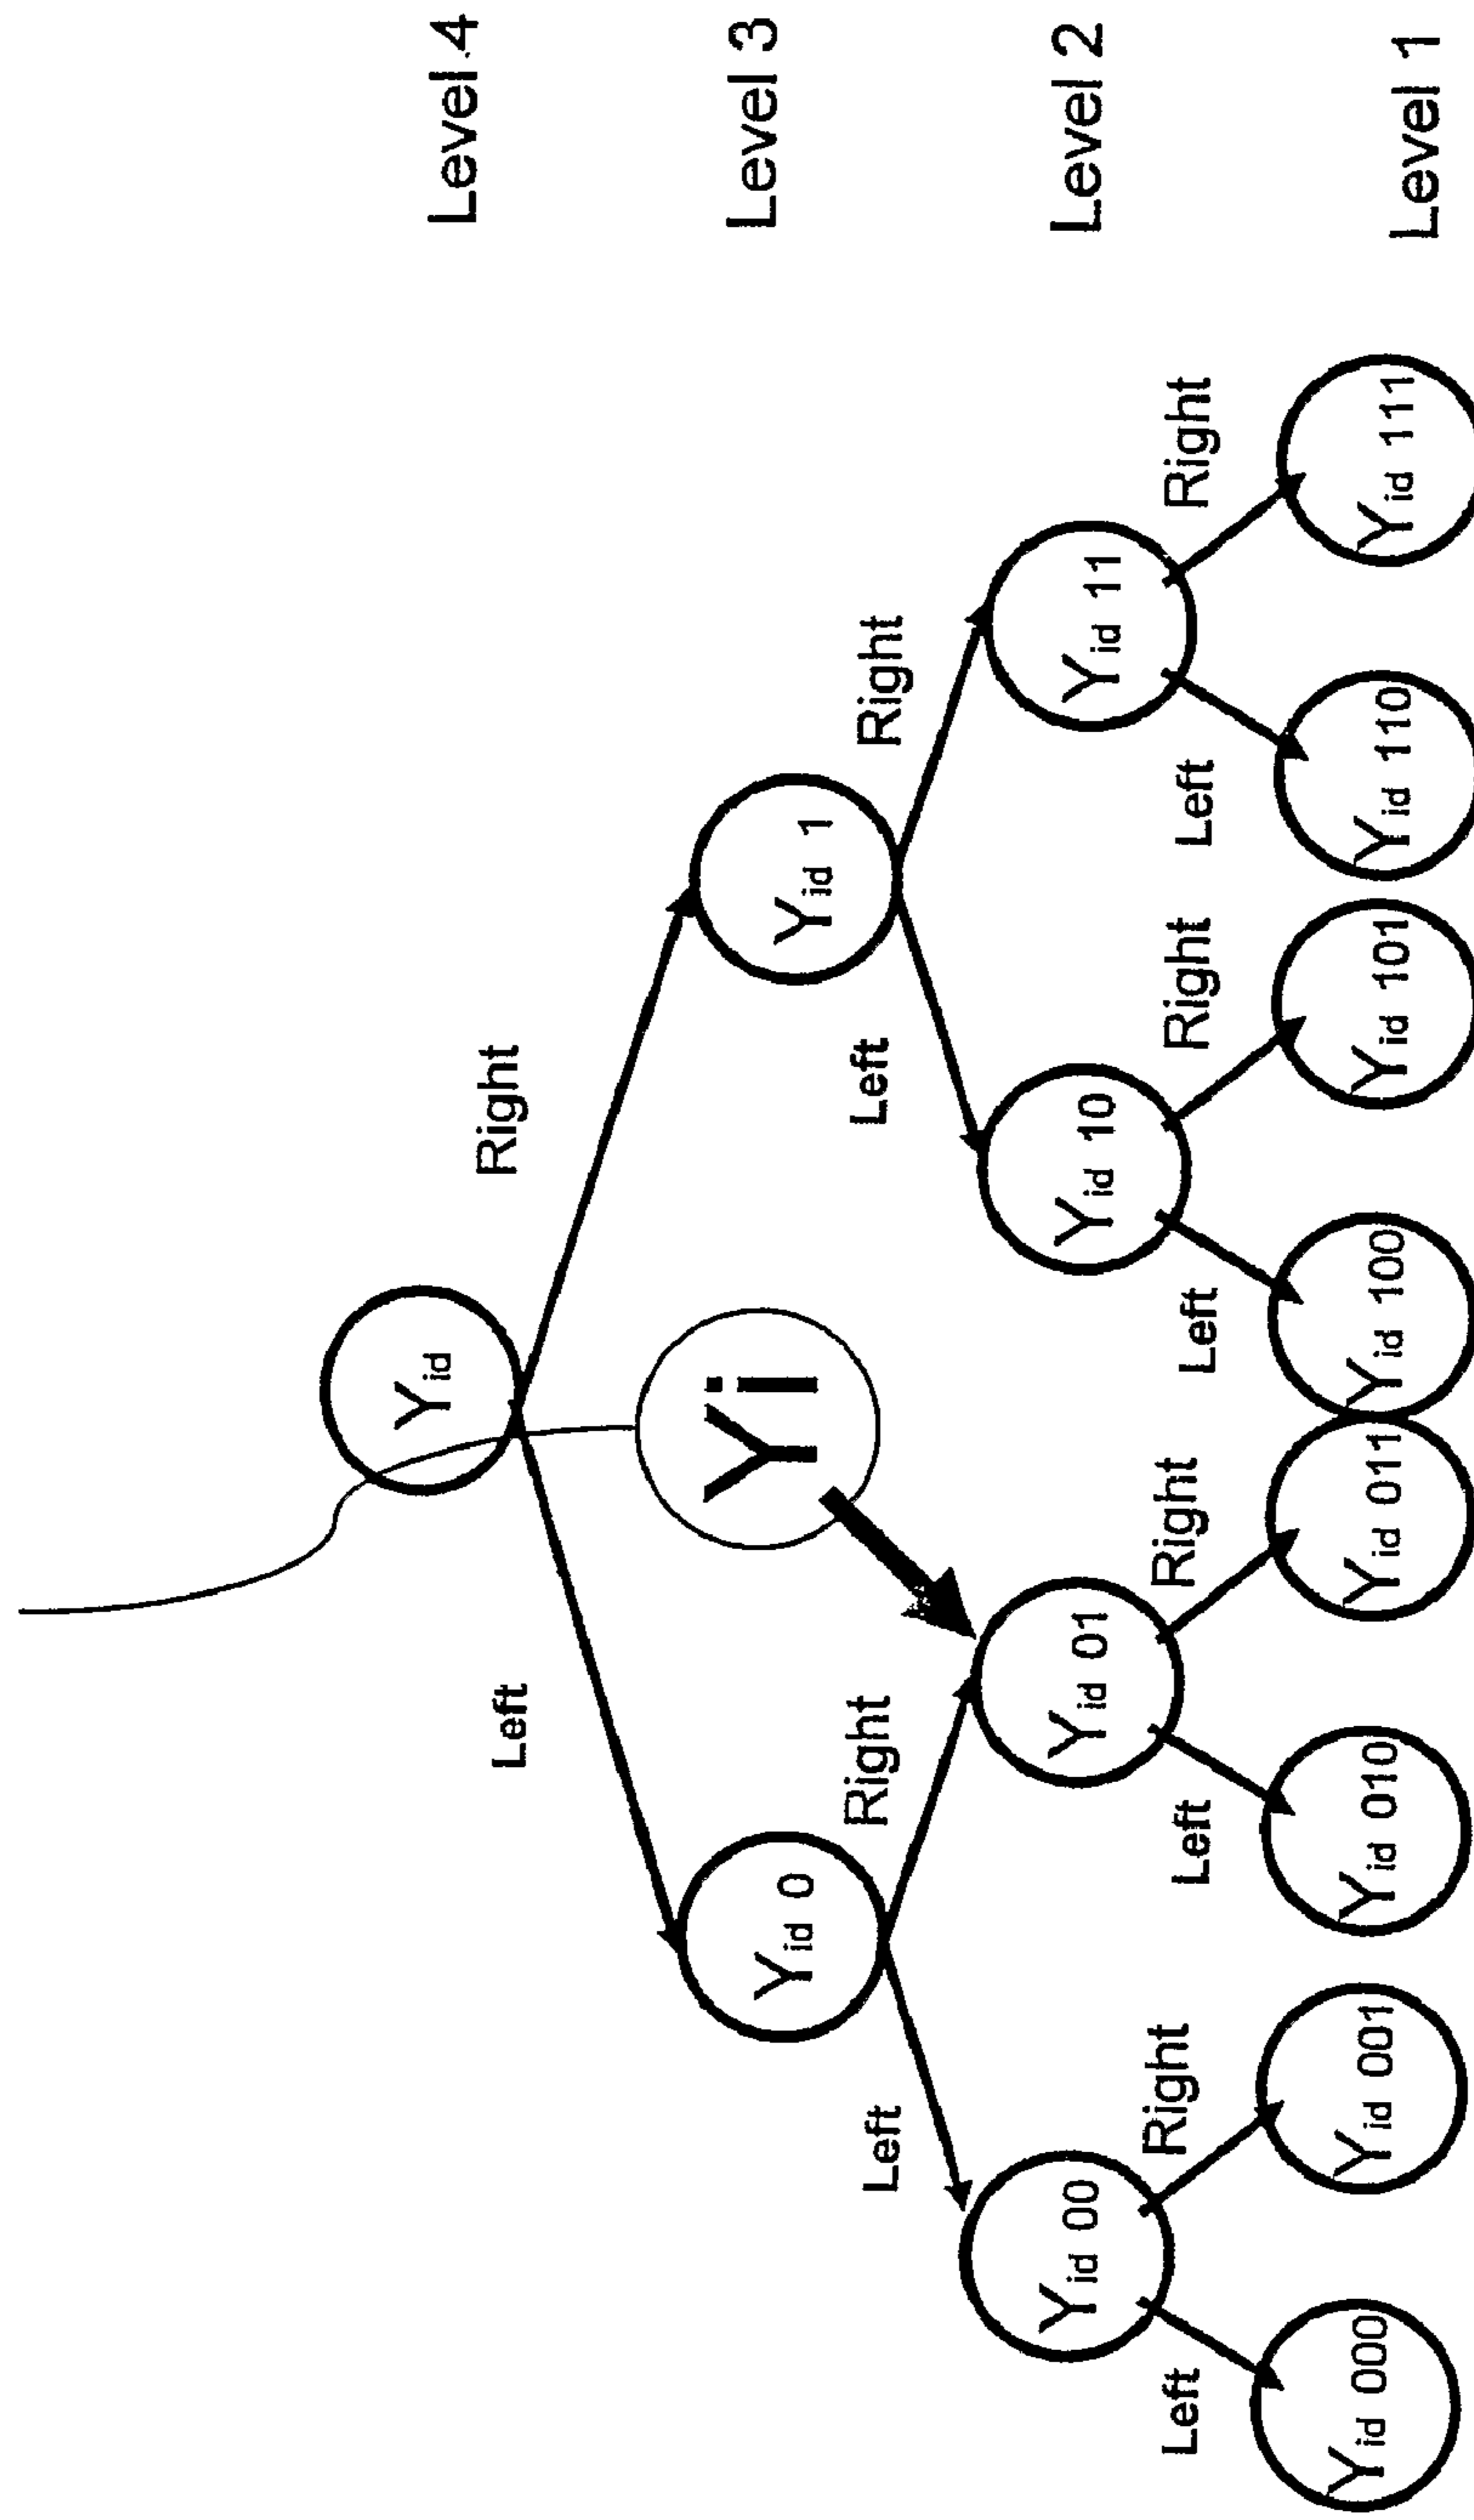 Yid
Level 4
Left
Right
Yid 0
Yi
Yid 1
Level 3
Left
Right
Left
Right
Yid 00
Yid 01
Yid 10
Yid 11
Level 2
Left
Right
Left
Right
Left
Right
Left
Right
Yid 000
Yid 001
Yid 010
Yid 011
Yid 100
Yid 101
Yid 110
Yid 111
Level 1